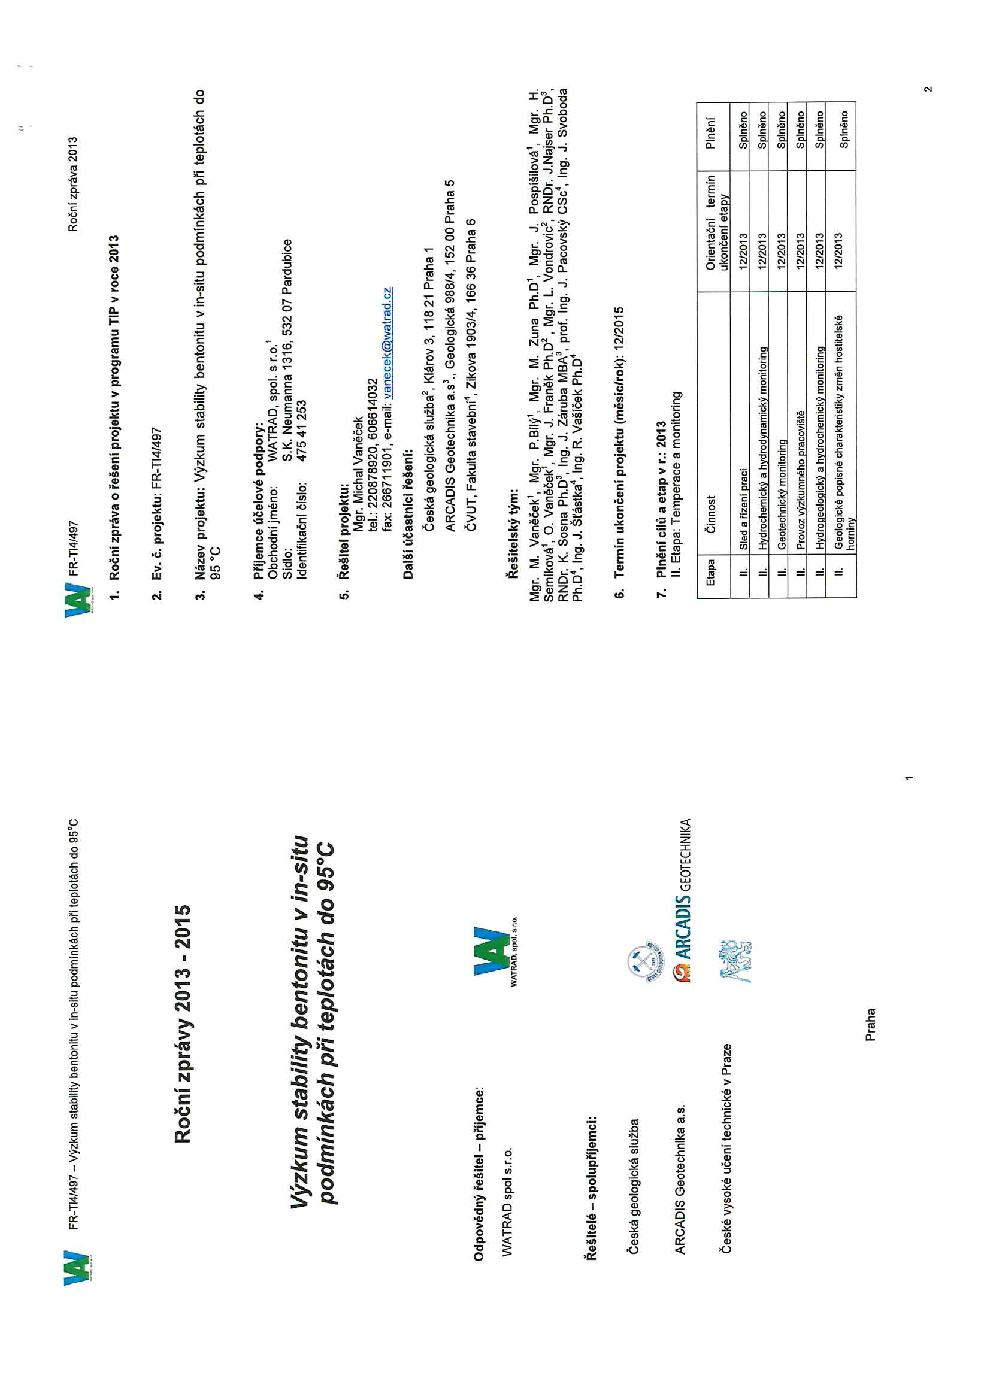 FR-TI4/497 – Výzkum stability bentonitu v in-situ podmínkách při teplotách do 95°C
Roční zprávy 2013 - 2015
Výzkum stability bentonitu v in-situ
podmínkách při teplotách do 95°C
Odpovědný řešitel – příjemce:
WATRAD spol s.r.o.
WATRAD, spol. s r.o.
Řešitelé – spolupříjemci:
Česká geologická služba
ARCADIS Geotechnika a.s.
ARCADIS GEOTECHNIKA
České vysoké učení technické v Praze
Praha
1
FR-TI4/497 Roční zpráva 2013
1. Roční zpráva o řešení projektu v programu TIP v roce 2013
2. Ev. č. projektu: FR-TI4/497
3. Název projektu: Výzkum stability bentonitu v in-situ podmínkách při teplotách do
95 °C
4. Příjemce účelové podpory:
Obchodní jméno: WATRAD, spol. s r.o.¹
Sídlo: S.K. Neumanna 1316, 532 07 Pardubice
Identifikační číslo: 475 41 253
5. Řešitel projektu:
Mgr. Michal Vaněček
tel.: 220878920, 606614032
fax: 266711901, e-mail: vanecek@watrad.cz
Další účastníci řešení:
Česká geologická služba², Klárov 3, 118 21 Praha 1
ARCADIS Geotechnika a.s³., Geologická 988/4, 152 00 Praha 5
ČVUT, Fakulta stavební⁴, Zikova 1903/4, 166 36 Praha 6
Řešitelský tým:
Mgr. M. Vaněček¹, Mgr. P.Bílý¹, Mgr. M. Zuna Ph.D¹, Mgr. J. Pospíšilová¹, Mgr. H.
Semíková¹, O. Vaněček¹, Mgr. J. Franěk Ph.D², Mgr. L. Vondrovic², RNDr. J.Najser Ph.D³,
RNDr. K. Sosna Ph.D³, Ing. J. Záruba MBA³, prof. Ing. J. Pacovský CSc⁴, Ing. J. Svoboda
Ph.D⁴, Ing. J. Šťástka⁴, Ing. R. Vašíček Ph.D⁴
6. Termín ukončení projektu (měsíc/rok): 12/2015
7. Plnění cílů a etap v r.: 2013
II. Etapa: Temperace a monitoring
Etapa Činnost Orientační termín ukončení etapy Plnění
II. Sled a řízení prací 12/2013 Splněno
II. Hydrochemický a hydrodynamický monitoring 12/2013 Splněno
II. Geotechnický monitoring 12/2013 Splněno
II. Provoz výzkumného pracoviště 12/2013 Splněno
II. Hydrogeologický a hydrochemický monitoring 12/2013 Splněno
II. Geologické popisné charakteristiky změn hostitelské horniny 12/2013 Splněno
2